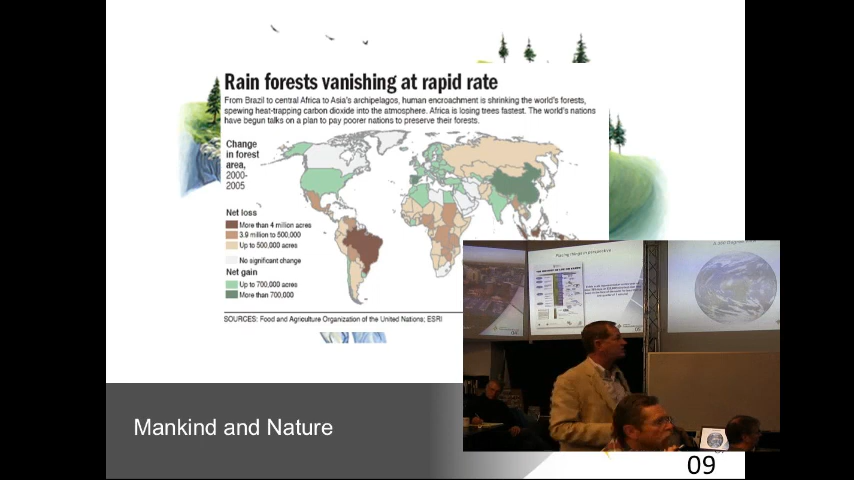 Rain forests vanishing at rapid rate
From Brazil to central Africa to Asia's archipelagos, human encroachment is shrinking the world's forests,
spewing heat-trapping carbon dioxide into the atmosphere. Africa is losing trees fastest. The world's nations
have begun talks on a plan to pay poorer nations to preserve their forests.
Change
in forest
area,
2000-
2005
Net loss
More than 4 million acres
3.9 million to 500,000
Up to 500,000 acres
No significant change
Net gain
Up to 700,000 acres
More than 700,000
SOURCES: Food and Agriculture Organization of the United Nations; ESRI
Placing things in perspective
Mankind and Nature
09